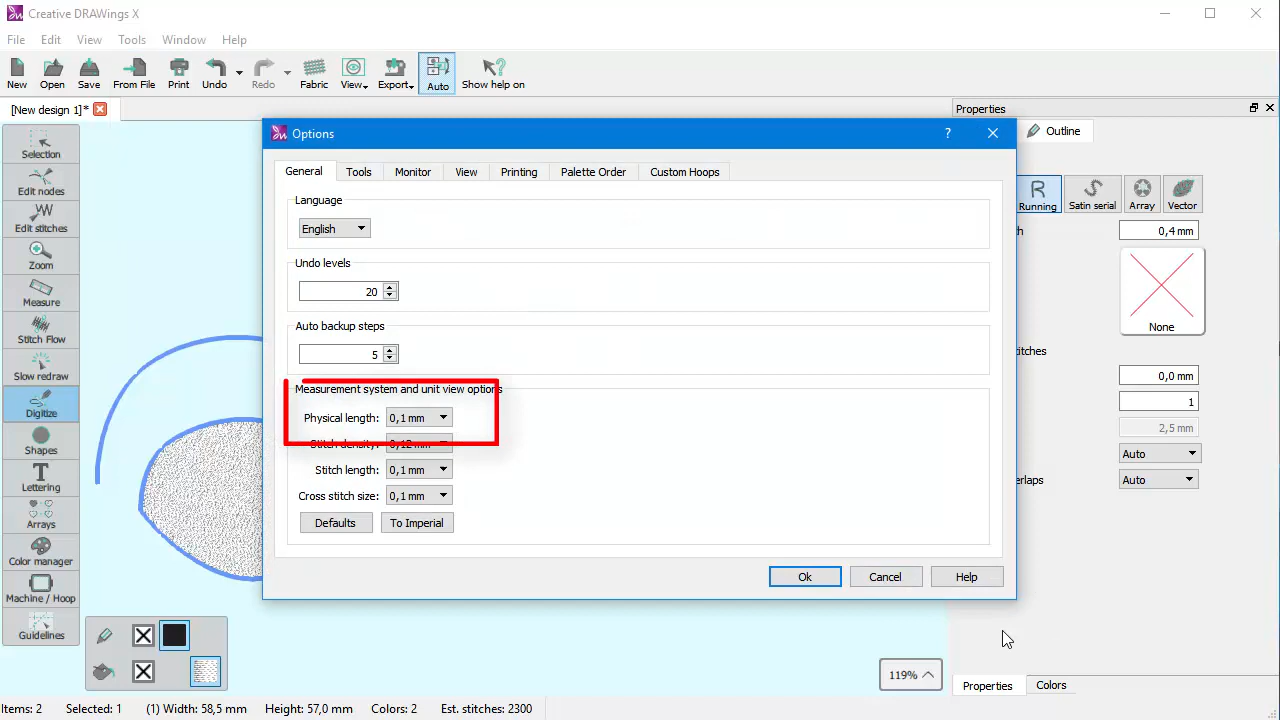 Creative DRAWings X
File Edit View Tools Window Help
New Open Save From File Print Undo Redo Fabric View Export Auto Show help on
[New design 1]*
Properties
Selection
Edit nodes
Edit stitches
Zoom
Measure
Stitch Flow
Slow redraw
Digitize
Shapes
Lettering
Arrays
Color manager
Machine / Hoop
Guidelines
Options
?
General Tools Monitor View Printing Palette Order Custom Hoops
Language
English
Undo levels
20
Auto backup steps
5
Measurement system and unit view options
Physical length: 0,1 mm
Stitch density: 0,12 mm
Stitch length: 0,1 mm
Cross stitch size: 0,1 mm
Defaults To Imperial
Ok Cancel Help
Outline
Running Satin serial Array Vector
0,4 mm
None
titches
0,0 mm
1
2,5 mm
Auto
erlaps Auto
119%
Properties Colors
Items: 2 Selected: 1 (1) Width: 58,5 mm Height: 57,0 mm Colors: 2 Est. stitches: 2300